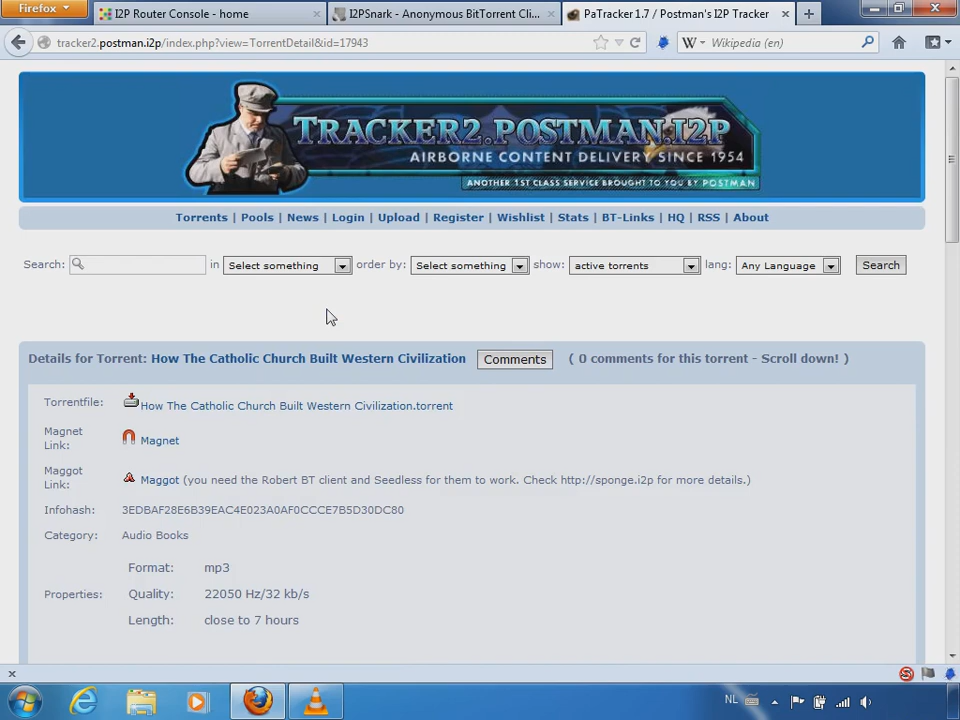 Firefox
I2P Router Console - home
I2PSnark - Anonymous BitTorrent Cli...
PaTracker 1.7 / Postman's I2P Tracker
tracker2.postman.i2p/index.php?view=TorrentDetail&id=17943
W Wikipedia (en)
TRACKER2.POSTMAN.I2P
AIRBORNE CONTENT DELIVERY SINCE 1954
ANOTHER 1ST CLASS SERVICE BROUGHT TO YOU BY POSTMAN
Torrents | Pools | News | Login | Upload | Register | Wishlist | Stats | BT-Links | HQ | RSS | About
Search: in Select something order by: Select something show: active torrents lang: Any Language Search
Details for Torrent: How The Catholic Church Built Western Civilization Comments ( 0 comments for this torrent - Scroll down! )
Torrentfile: How The Catholic Church Built Western Civilization.torrent
Magnet
Link: Magnet
Maggot
Link: Maggot (you need the Robert BT client and Seedless for them to work. Check http://sponge.i2p for more details.)
Infohash: 3EDBAF28E6B39EAC4E023A0AF0CCCE7B5D30DC80
Category: Audio Books
Format: mp3
Properties: Quality: 22050 Hz/32 kb/s
Length: close to 7 hours
NL